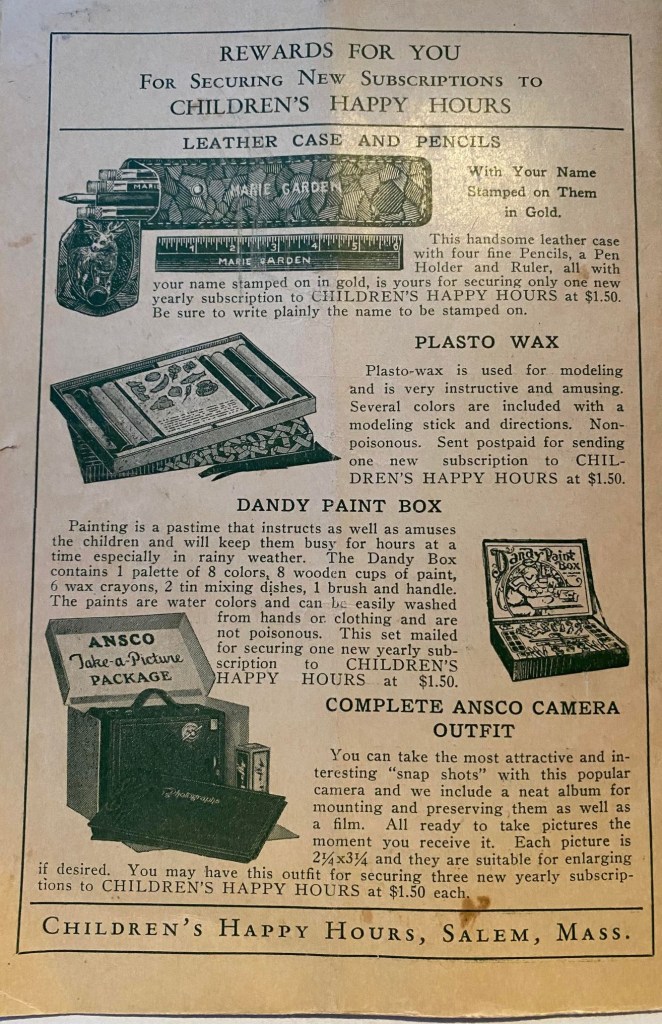 REWARDS FOR YOU
FOR SECURING NEW SUBSCRIPTIONS TO
CHILDREN'S HAPPY HOURS
LEATHER CASE AND PENCILS
MARIE
MARIE GARDEN
With Your Name
Stamped on Them
in Gold.
1 2 3 4 5 6
MARIE GARDEN
This handsome leather case
with four fine Pencils, a Pen
Holder and Ruler, all with
your name stamped on in gold, is yours for securing only one new
yearly subscription to CHILDREN'S HAPPY HOURS at $1.50.
Be sure to write plainly the name to be stamped on.
PLASTO WAX
Plasto-wax is used for modeling
and is very instructive and amusing.
Several colors are included with a
modeling stick and directions. Non-
poisonous. Sent postpaid for sending
one new subscription to CHIL-
DREN'S HAPPY HOURS at $1.50.
DANDY PAINT BOX
Painting is a pastime that instructs as well as amuses
the children and will keep them busy for hours at a
time especially in rainy weather. The Dandy Box
contains 1 palette of 8 colors, 8 wooden cups of paint,
6 wax crayons, 2 tin mixing dishes, 1 brush and handle.
The paints are water colors and can be easily washed
from hands or clothing and are
not poisonous. This set mailed
for securing one new yearly sub-
scription to CHILDREN'S
HAPPY HOURS at $1.50.
Dandy Paint
Box
ANSCO
Take-a-Picture
PACKAGE
Photographs
COMPLETE ANSCO CAMERA
OUTFIT
You can take the most attractive and in-
teresting "snap shots" with this popular
camera and we include a neat album for
mounting and preserving them as well as
a film. All ready to take pictures the
moment you receive it. Each picture is
2¼x3¼ and they are suitable for enlarging
if desired. You may have this outfit for securing three new yearly subscrip-
tions to CHILDREN'S HAPPY HOURS at $1.50 each.
CHILDREN'S HAPPY HOURS, SALEM, MASS.